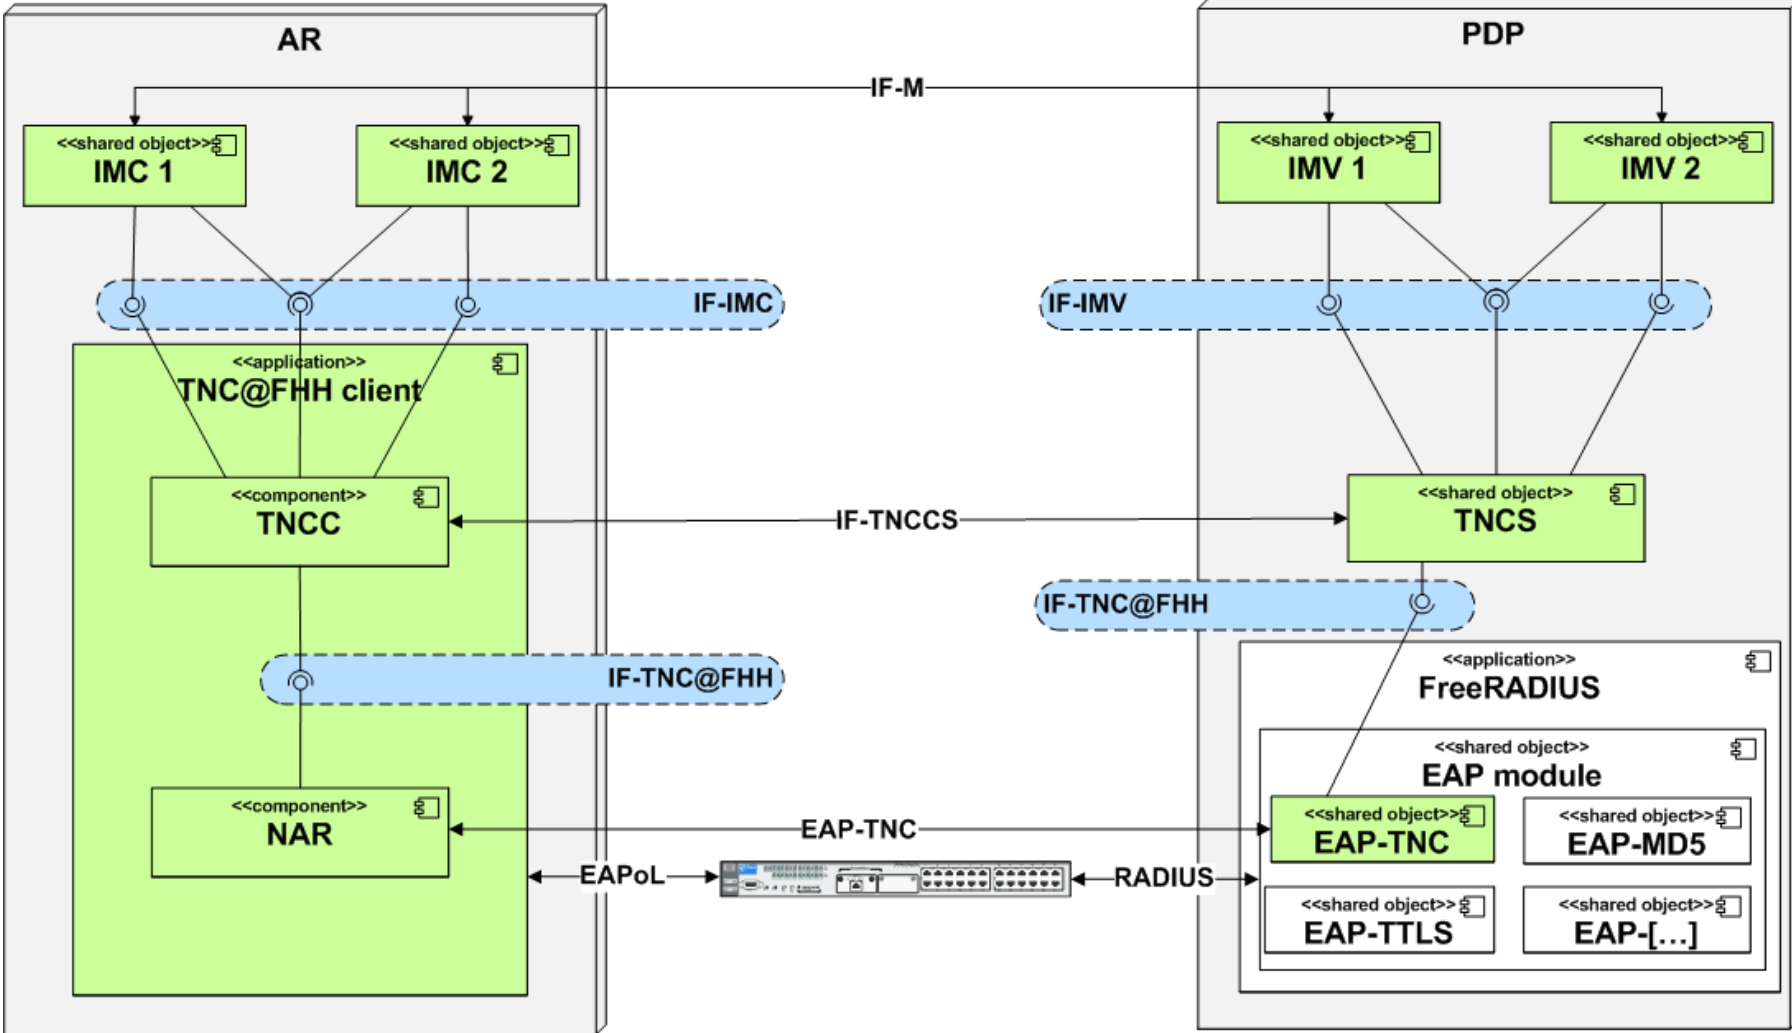 AR
PDP
IF-M
<<shared object>>
IMC 1
<<shared object>>
IMC 2
<<shared object>>
IMV 1
<<shared object>>
IMV 2
IF-IMC
IF-IMV
<<application>>
TNC@FHH client
<<component>>
TNCC
IF-TNCCS
<<shared object>>
TNCS
IF-TNC@FHH
IF-TNC@FHH
<<application>>
FreeRADIUS
<<shared object>>
EAP module
<<component>>
NAR
EAP-TNC
<<shared object>>
EAP-TNC
<<shared object>>
EAP-MD5
EAPoL
RADIUS
<<shared object>>
EAP-TTLS
<<shared object>>
EAP-[...]